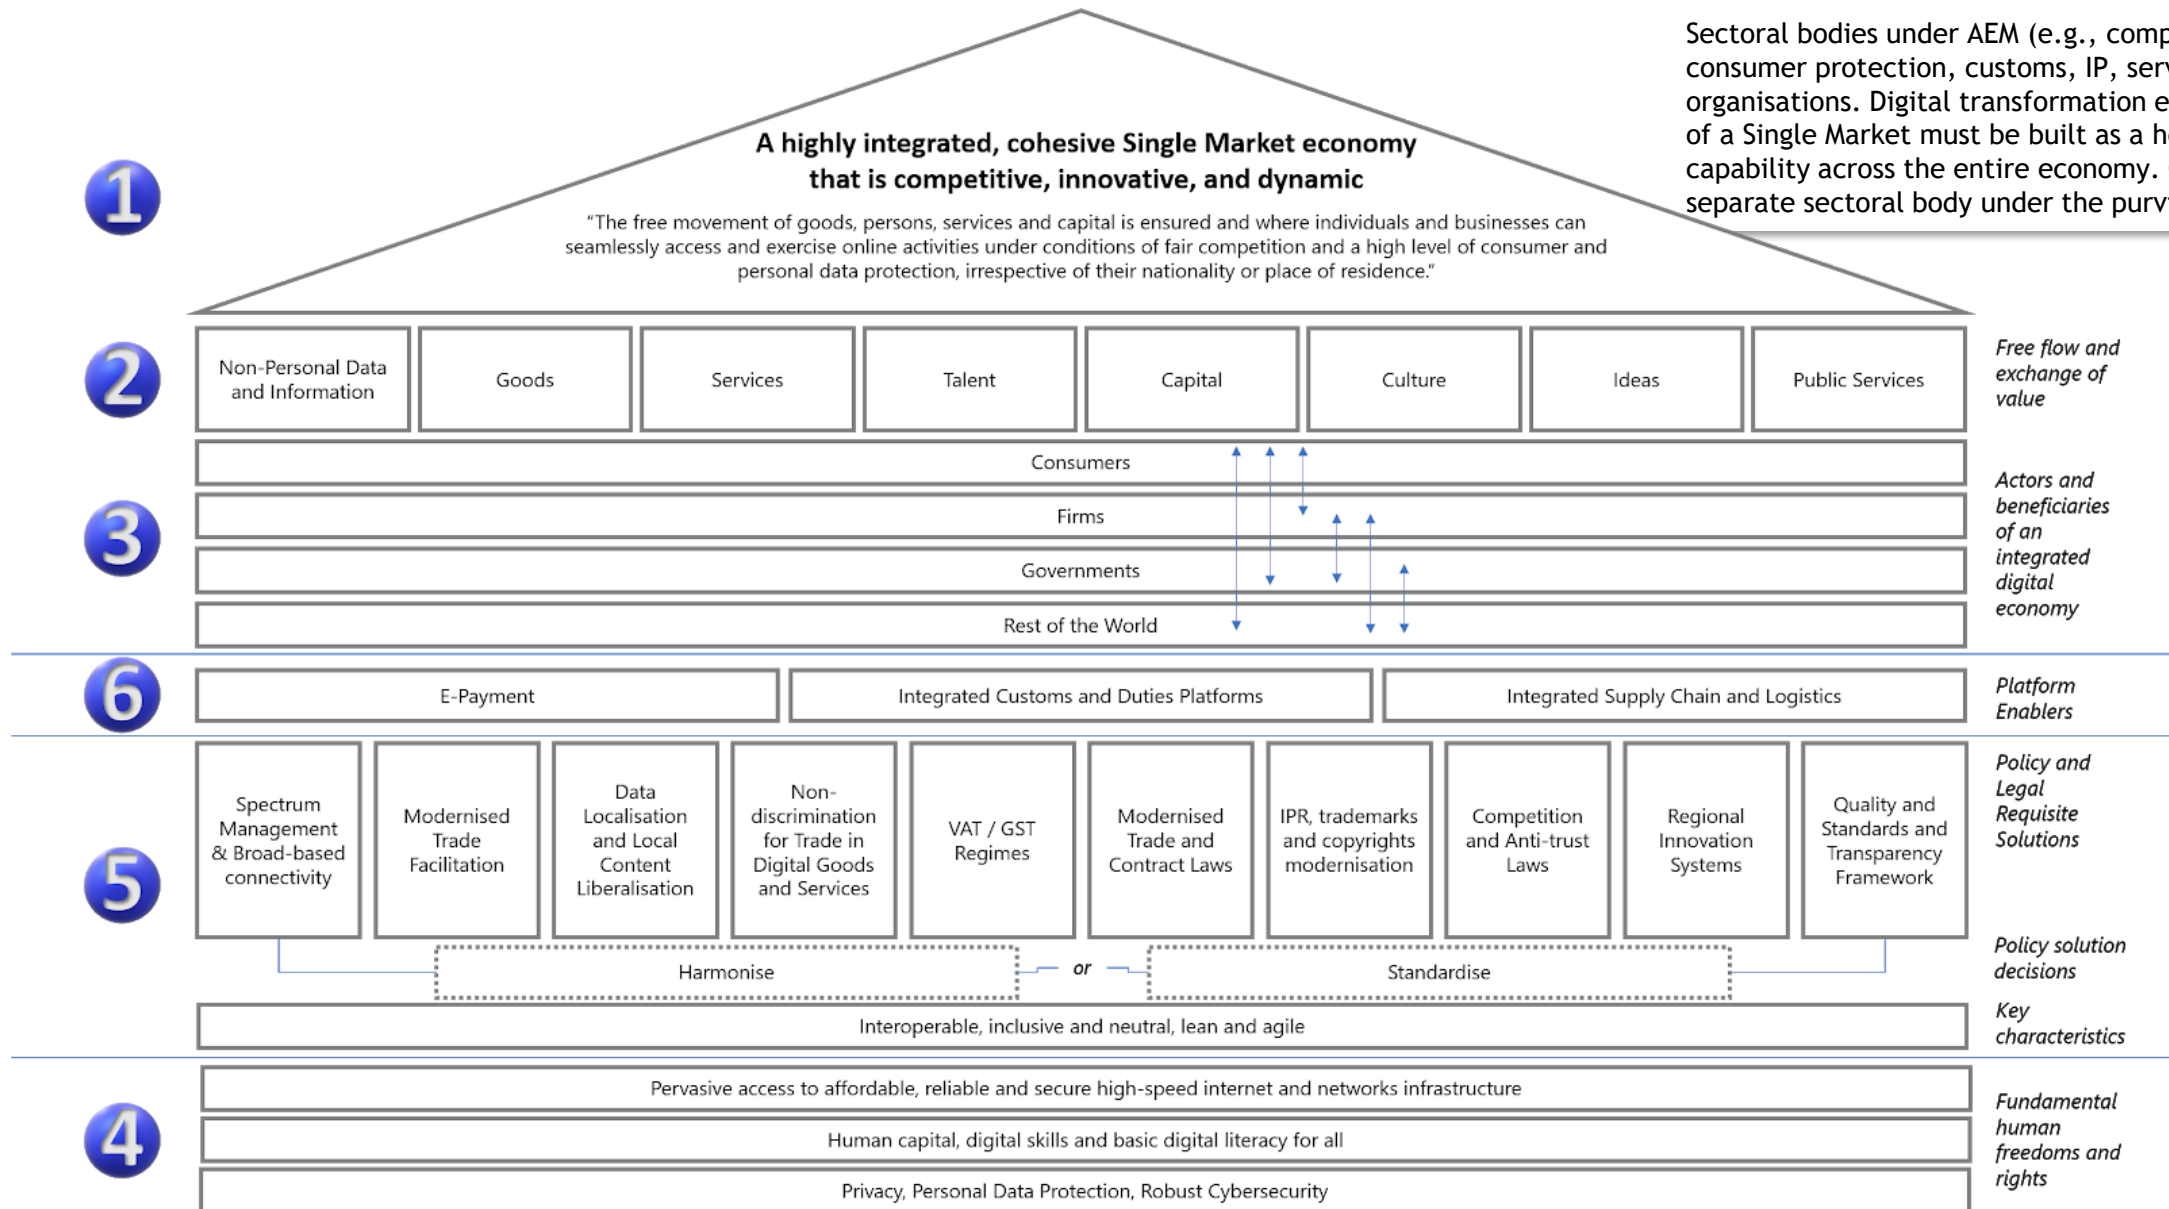 Sectoral bodies under AEM (e.g.,
consumer protection, customs, IP,
organisations. Digital transformation
of a Single Market must be built as a
capability across the entire economy.
separate sectoral body under the
1
A highly integrated, cohesive Single Market economy
that is competitive, innovative, and dynamic
"The free movement of goods, persons, services and capital is ensured and where individuals and businesses can
seamlessly access and exercise online activities under conditions of fair competition and a high level of consumer and
personal data protection, irrespective of their nationality or place of residence."
2
Non-Personal Data
and Information
Goods
Services
Talent
Capital
Culture
Ideas
Public Services
Free flow and
exchange of
value
3
Consumers
Firms
Governments
Rest of the World
Actors and
beneficiaries
of an
integrated
digital
economy
6
E-Payment
Integrated Customs and Duties Platforms
Integrated Supply Chain and Logistics
Platform
Enablers
5
Spectrum
Management
& Broad-based
connectivity
Modernised
Trade
Facilitation
Data
Localisation
and Local
Content
Liberalisation
Non-
discrimination
for Trade in
Digital Goods
and Services
VAT / GST
Regimes
Modernised
Trade and
Contract Laws
IPR, trademarks
and copyrights
modernisation
Competition
and Anti-trust
Laws
Regional
Innovation
Systems
Quality and
Standards and
Transparency
Framework
Policy and
Legal
Requisite
Solutions
Harmonise
or
Standardise
Policy solution
decisions
Interoperable, inclusive and neutral, lean and agile
Key
characteristics
4
Pervasive access to affordable, reliable and secure high-speed internet and networks infrastructure
Human capital, digital skills and basic digital literacy for all
Privacy, Personal Data Protection, Robust Cybersecurity
Fundamental
human
freedoms and
rights